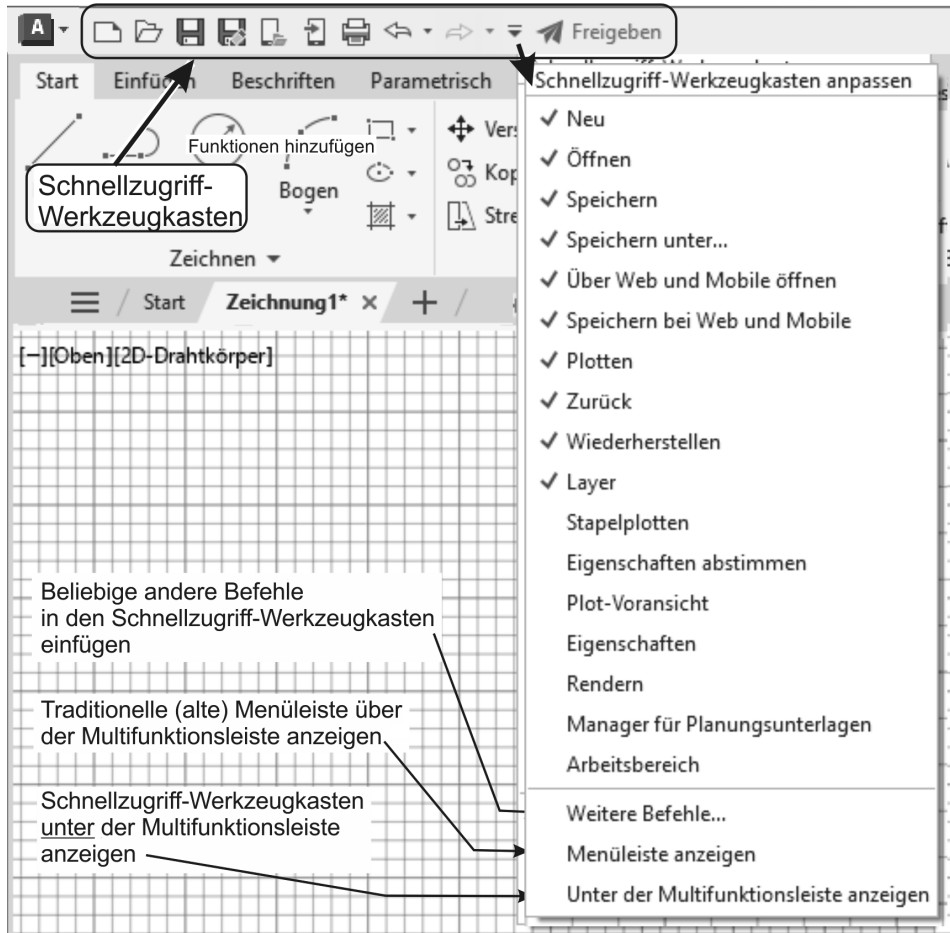 A
Freigeben
Start Einfügen Beschriften Parametrisch
Funktionen hinzufügen
Schnellzugriff-
Werkzeugkasten
Bogen
Zeichnen
Start Zeichnung1* × +
[−][Oben][2D-Drahtkörper]
Schnellzugriff-Werkzeugkasten anpassen
Neu
Öffnen
Speichern
Speichern unter...
Über Web und Mobile öffnen
Speichern bei Web und Mobile
Plotten
Zurück
Wiederherstellen
Layer
Stapelplotten
Eigenschaften abstimmen
Plot-Voransicht
Eigenschaften
Rendern
Manager für Planungsunterlagen
Arbeitsbereich
Weitere Befehle...
Menüleiste anzeigen
Unter der Multifunktionsleiste anzeigen
Beliebige andere Befehle
in den Schnellzugriff-Werkzeugkasten
einfügen
Traditionelle (alte) Menüleiste über
der Multifunktionsleiste anzeigen
Schnellzugriff-Werkzeugkasten
unter der Multifunktionsleiste
anzeigen